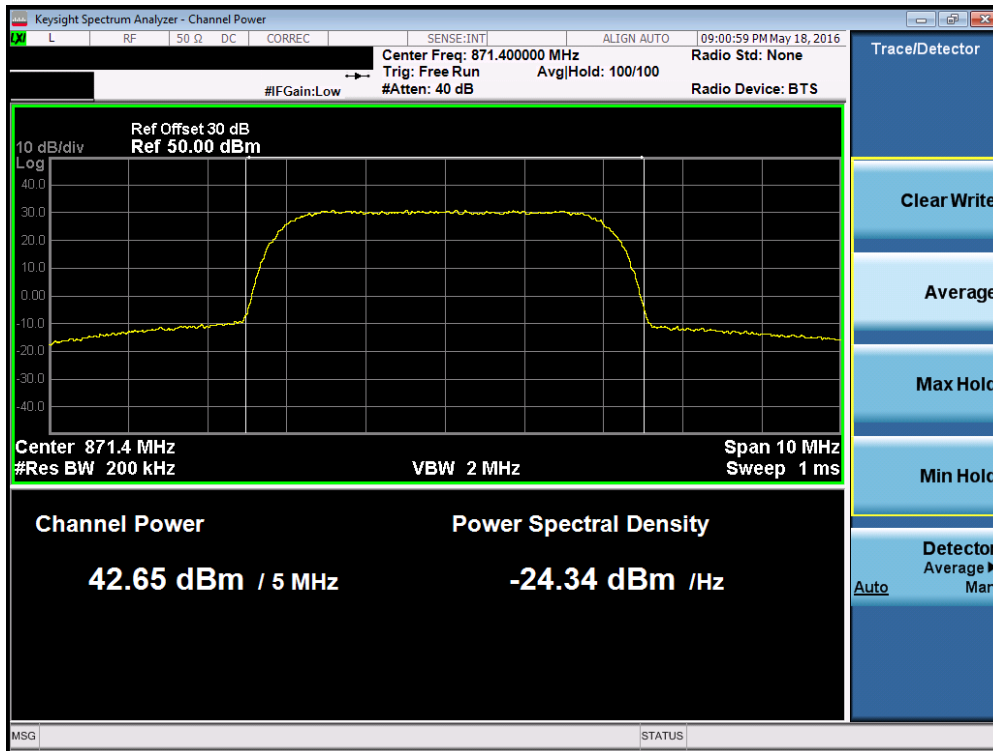 Keysight Spectrum Analyzer - Channel Power
LXI L RF 50 Ω DC CORREC SENSE:INT ALIGN AUTO 09:00:59 PM May 18, 2016
Center Freq: 871.400000 MHz Radio Std: None
Trig: Free Run Avg|Hold: 100/100
#IFGain:Low #Atten: 40 dB Radio Device: BTS
Ref Offset 30 dB
10 dB/div Ref 50.00 dBm
Log
40.0
30.0
20.0
10.0
0.00
-10.0
-20.0
-30.0
-40.0
Center 871.4 MHz Span 10 MHz
#Res BW 200 kHz VBW 2 MHz Sweep 1 ms
Channel Power Power Spectral Density
42.65 dBm / 5 MHz -24.34 dBm /Hz
Trace/Detector
Clear Write
Average
Max Hold
Min Hold
Detector
Average
Auto Man
MSG STATUS